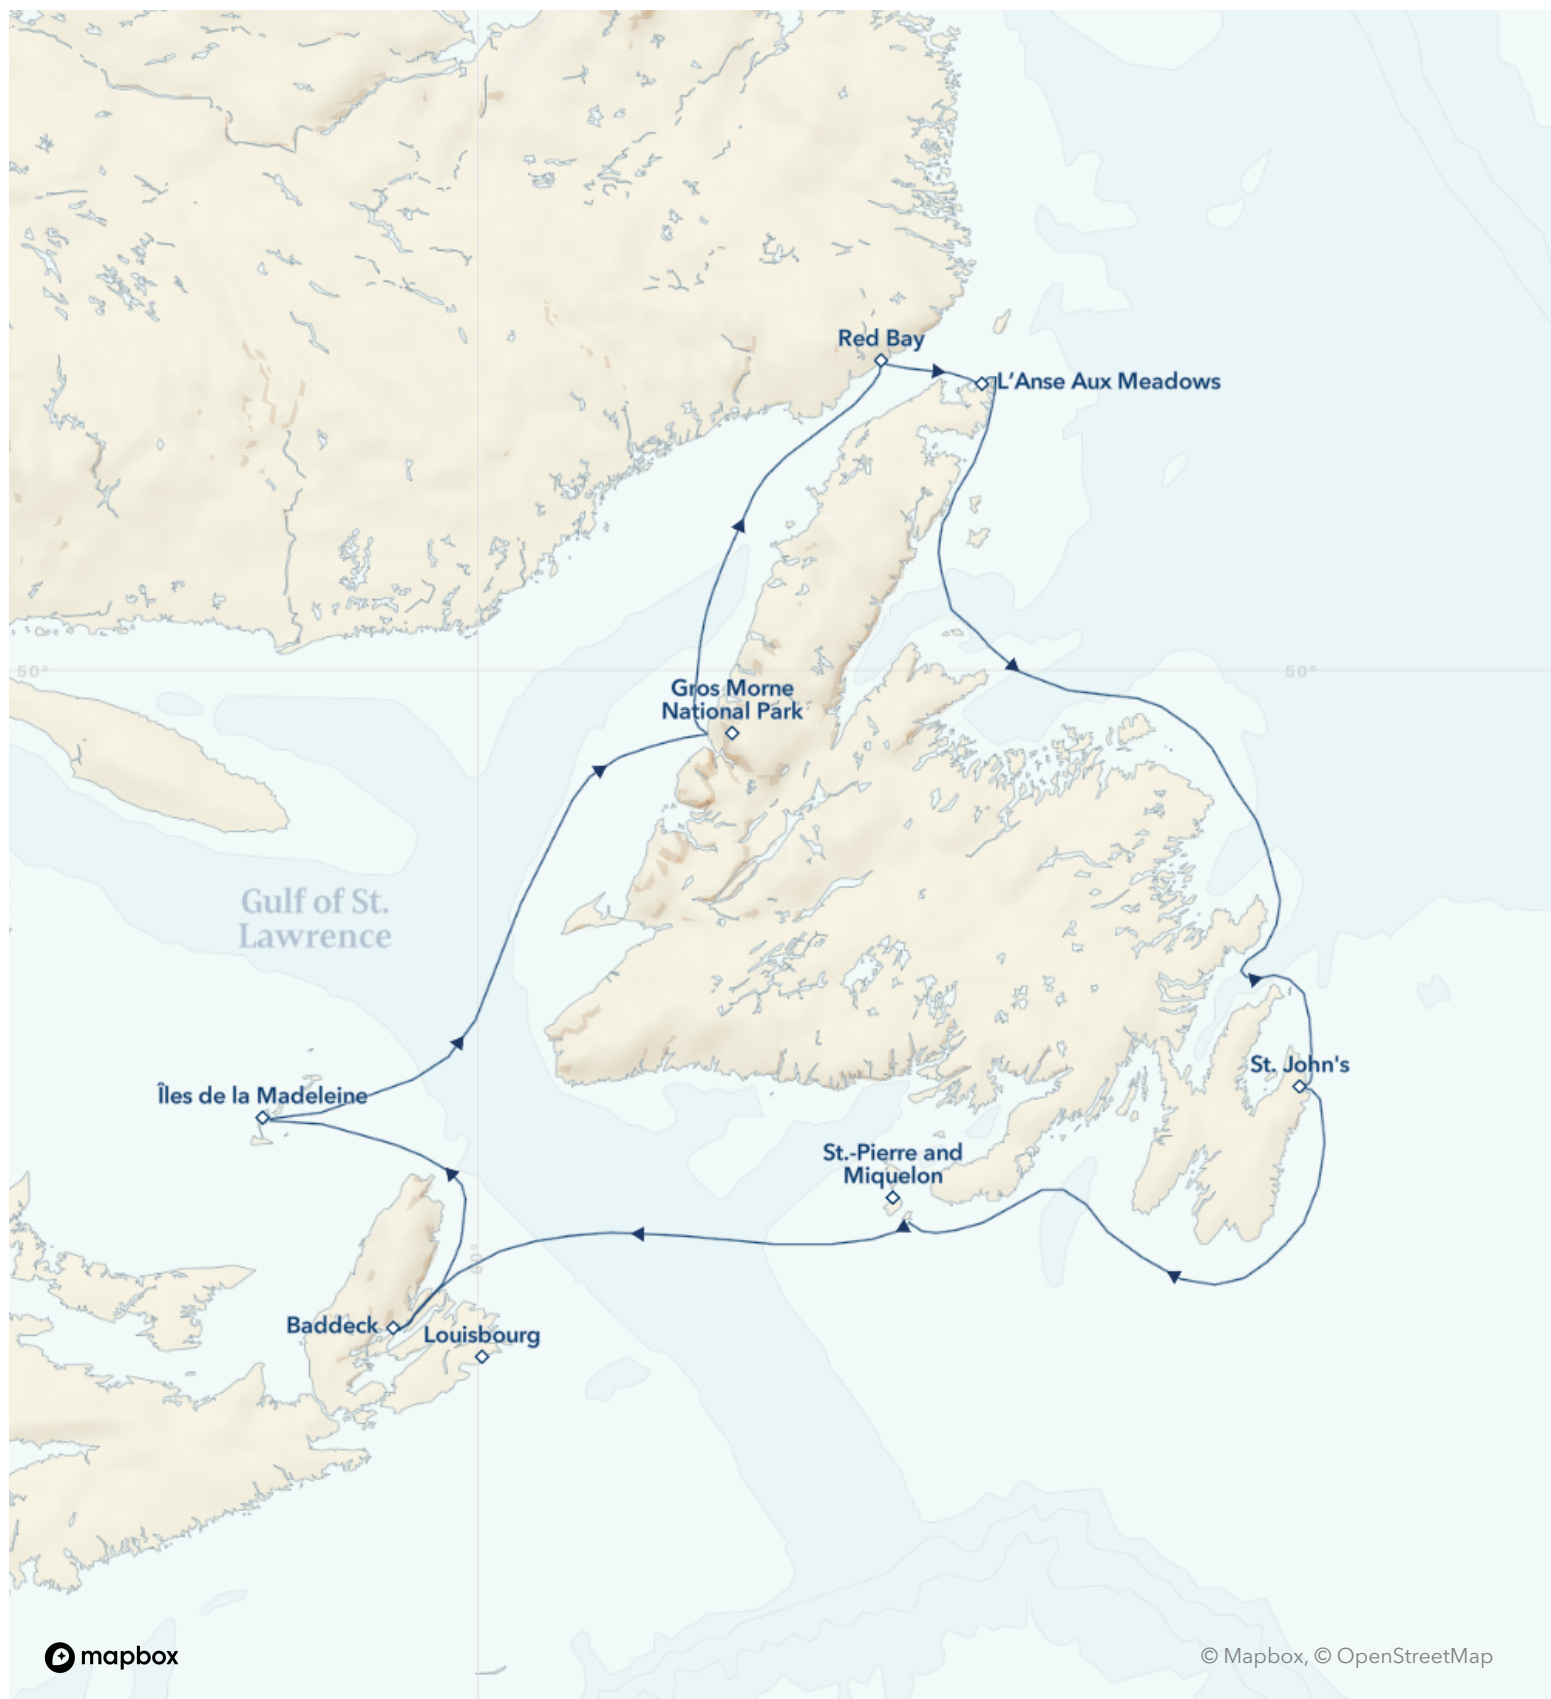 Red Bay
L'Anse Aux Meadows
50°
50°
Gros Morne
National Park
Gulf of St.
Lawrence
St. John's
Îles de la Madeleine
St.-Pierre and
Miquelon
Baddeck
Louisbourg
mapbox
© Mapbox, © OpenStreetMap